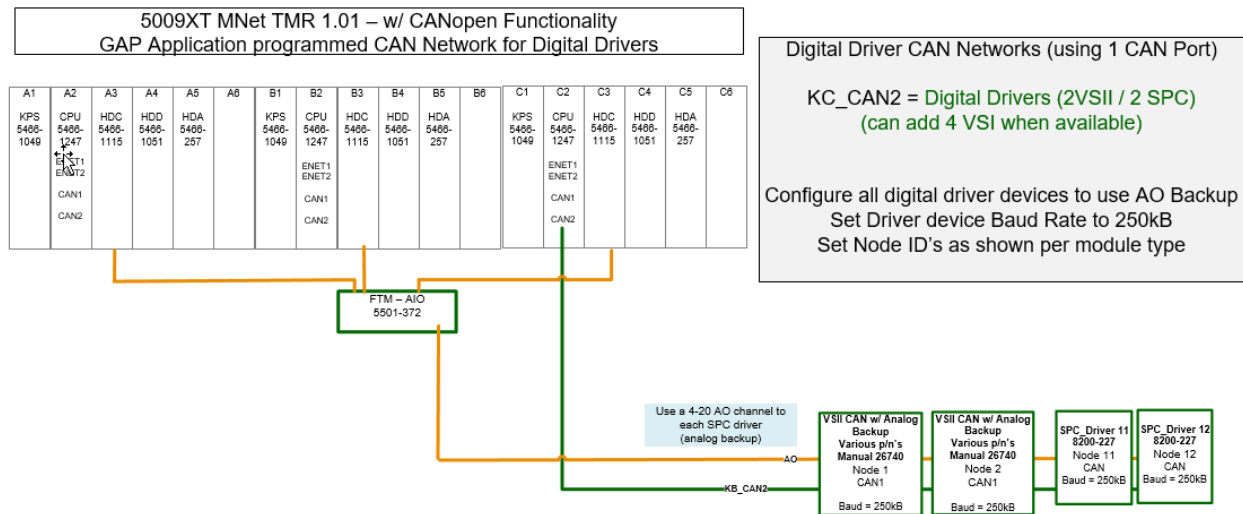 5009XT MNet TMR 1.01 – w/ CANopen Functionality
GAP Application programmed CAN Network for Digital Drivers
Digital Driver CAN Networks (using 1 CAN Port)
KC_CAN2 = Digital Drivers (2VSII / 2 SPC)
(can add 4 VSI when available)
Configure all digital driver devices to use AO Backup
Set Driver device Baud Rate to 250kB
Set Node ID's as shown per module type
A1
KPS
5466-
1049
A2
CPU
5466-
1247
ENET1
ENET2
CAN1
CAN2
A3
HDC
5466-
1115
A4
HDD
5466-
1051
A5
HDA
5466-
257
A6
B1
KPS
5466-
1049
B2
CPU
5466-
1247
ENET1
ENET2
CAN1
CAN2
B3
HDC
5466-
1115
B4
HDD
5466-
1051
B5
HDA
5466-
257
B6
C1
KPS
5466-
1049
C2
CPU
5466-
1247
ENET1
ENET2
CAN1
CAN2
C3
HDC
5466-
1115
C4
HDD
5466-
1051
C5
HDA
5466-
257
C6
FTM – AIO
5501-372
Use a 4-20 AO channel to
each SPC driver
(analog backup)
AO
KB_CAN2
VSII CAN w/ Analog
Backup
Various p/n's
Manual 26740
Node 1
CAN1
Baud = 250kB
VSII CAN w/ Analog
Backup
Various p/n's
Manual 26740
Node 2
CAN1
Baud = 250kB
SPC_Driver 11
8200-227
Node 11
CAN
Baud = 250kB
SPC_Driver 12
8200-227
Node 12
CAN
Baud = 250kB